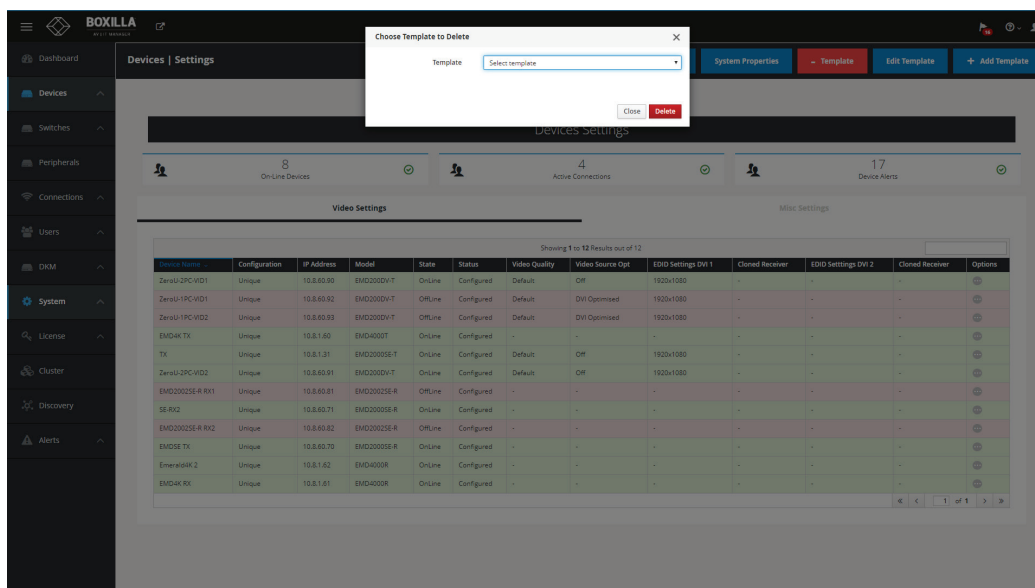 BOXILLA
Choose Template to Delete
Template Select template
Close Delete
Dashboard
Devices
Switches
Peripherals
Connections
Users
DKM
System
License
Cluster
Discovery
Alerts
Devices | Settings
System Properties - Template Edit Template + Add Template
16
Devices Settings
8
On-Line Devices
4
Active Connections
17
Device Alerts
Video Settings Misc Settings
Showing 1 to 12 Results out of 12
Device Name Configuration IP Address Model State Status Video Quality Video Source Opt EDID Settings DVI 1 Cloned Receiver EDID Setttings DVI 2 Cloned Receiver Options
ZeroU-2PC-VID1 Unique 10.8.60.90 EMD200DV-T OnLine Configured Default Off 1920x1080 - - -
ZeroU-1PC-VID1 Unique 10.8.60.92 EMD200DV-T OffLine Configured Default DVI Optimised 1920x1080 - - -
ZeroU-1PC-VID2 Unique 10.8.60.93 EMD200DV-T OffLine Configured Default DVI Optimised 1920x1080 - - -
EMD4K TX Unique 10.8.1.60 EMD4000T OnLine Configured - - - - - -
TX Unique 10.8.1.31 EMD2000SE-T OnLine Configured Default Off 1920x1080 - - -
ZeroU-2PC-VID2 Unique 10.8.60.91 EMD200DV-T OnLine Configured Default Off 1920x1080 - - -
EMD2002SE-R RX1 Unique 10.8.60.81 EMD2002SE-R OffLine Configured - - - - - -
SE-RX2 Unique 10.8.60.71 EMD2000SE-R OnLine Configured - - - - - -
EMD2002SE-R RX2 Unique 10.8.60.82 EMD2002SE-R OffLine Configured - - - - - -
EMDSE TX Unique 10.8.60.70 EMD2000SE-R OnLine Configured - - - - - -
Emerald4K 2 Unique 10.8.1.62 EMD4000R OnLine Configured - - - - - -
EMD4K RX Unique 10.8.1.61 EMD4000R OnLine Configured - - - - - -
1 of 1